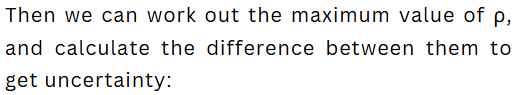 Then we can work out the maximum value of ρ,
and calculate the difference between them to
get uncertainty: